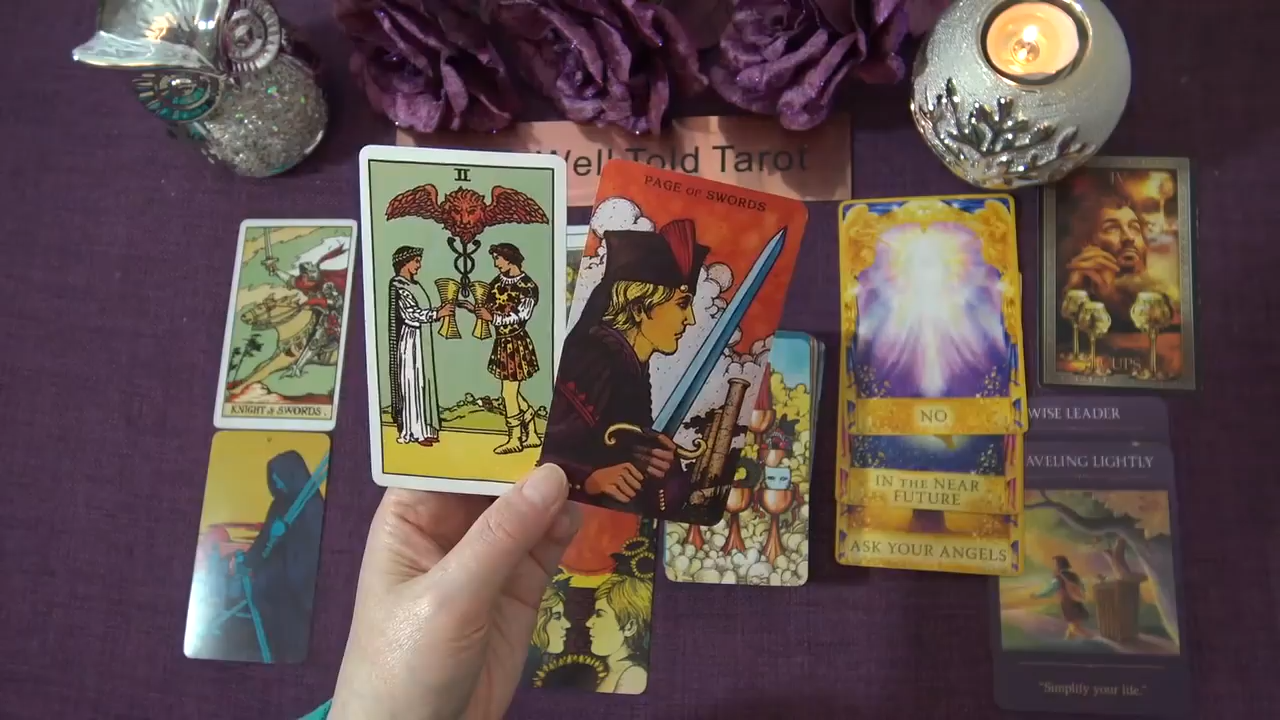 Well Told Tarot
II
PAGE OF SWORDS
KNIGHT of SWORDS.
NO
IN THE NEAR
FUTURE
ASK YOUR ANGELS
IV
CUPS
WISE LEADER
AVELING LIGHTLY
"Simplify your life."